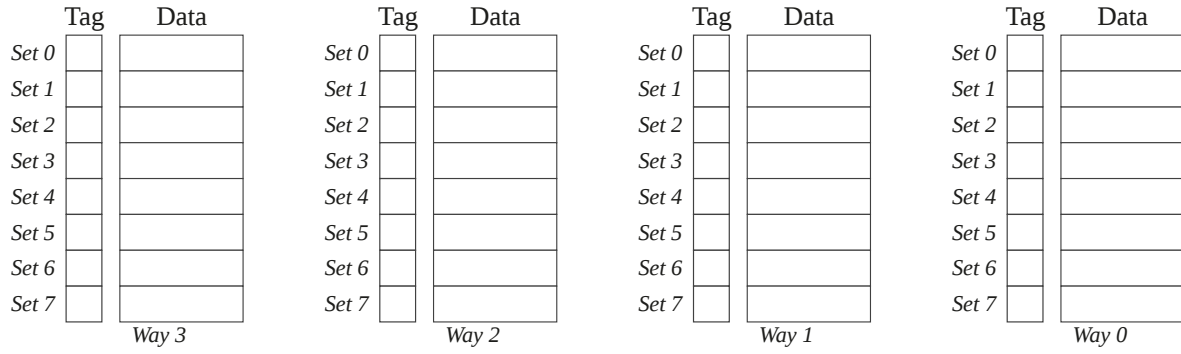 Tag Data Tag Data Tag Data Tag Data
Set 0 Set 0 Set 0 Set 0
Set 1 Set 1 Set 1 Set 1
Set 2 Set 2 Set 2 Set 2
Set 3 Set 3 Set 3 Set 3
Set 4 Set 4 Set 4 Set 4
Set 5 Set 5 Set 5 Set 5
Set 6 Set 6 Set 6 Set 6
Set 7 Set 7 Set 7 Set 7
Way 3 Way 2 Way 1 Way 0